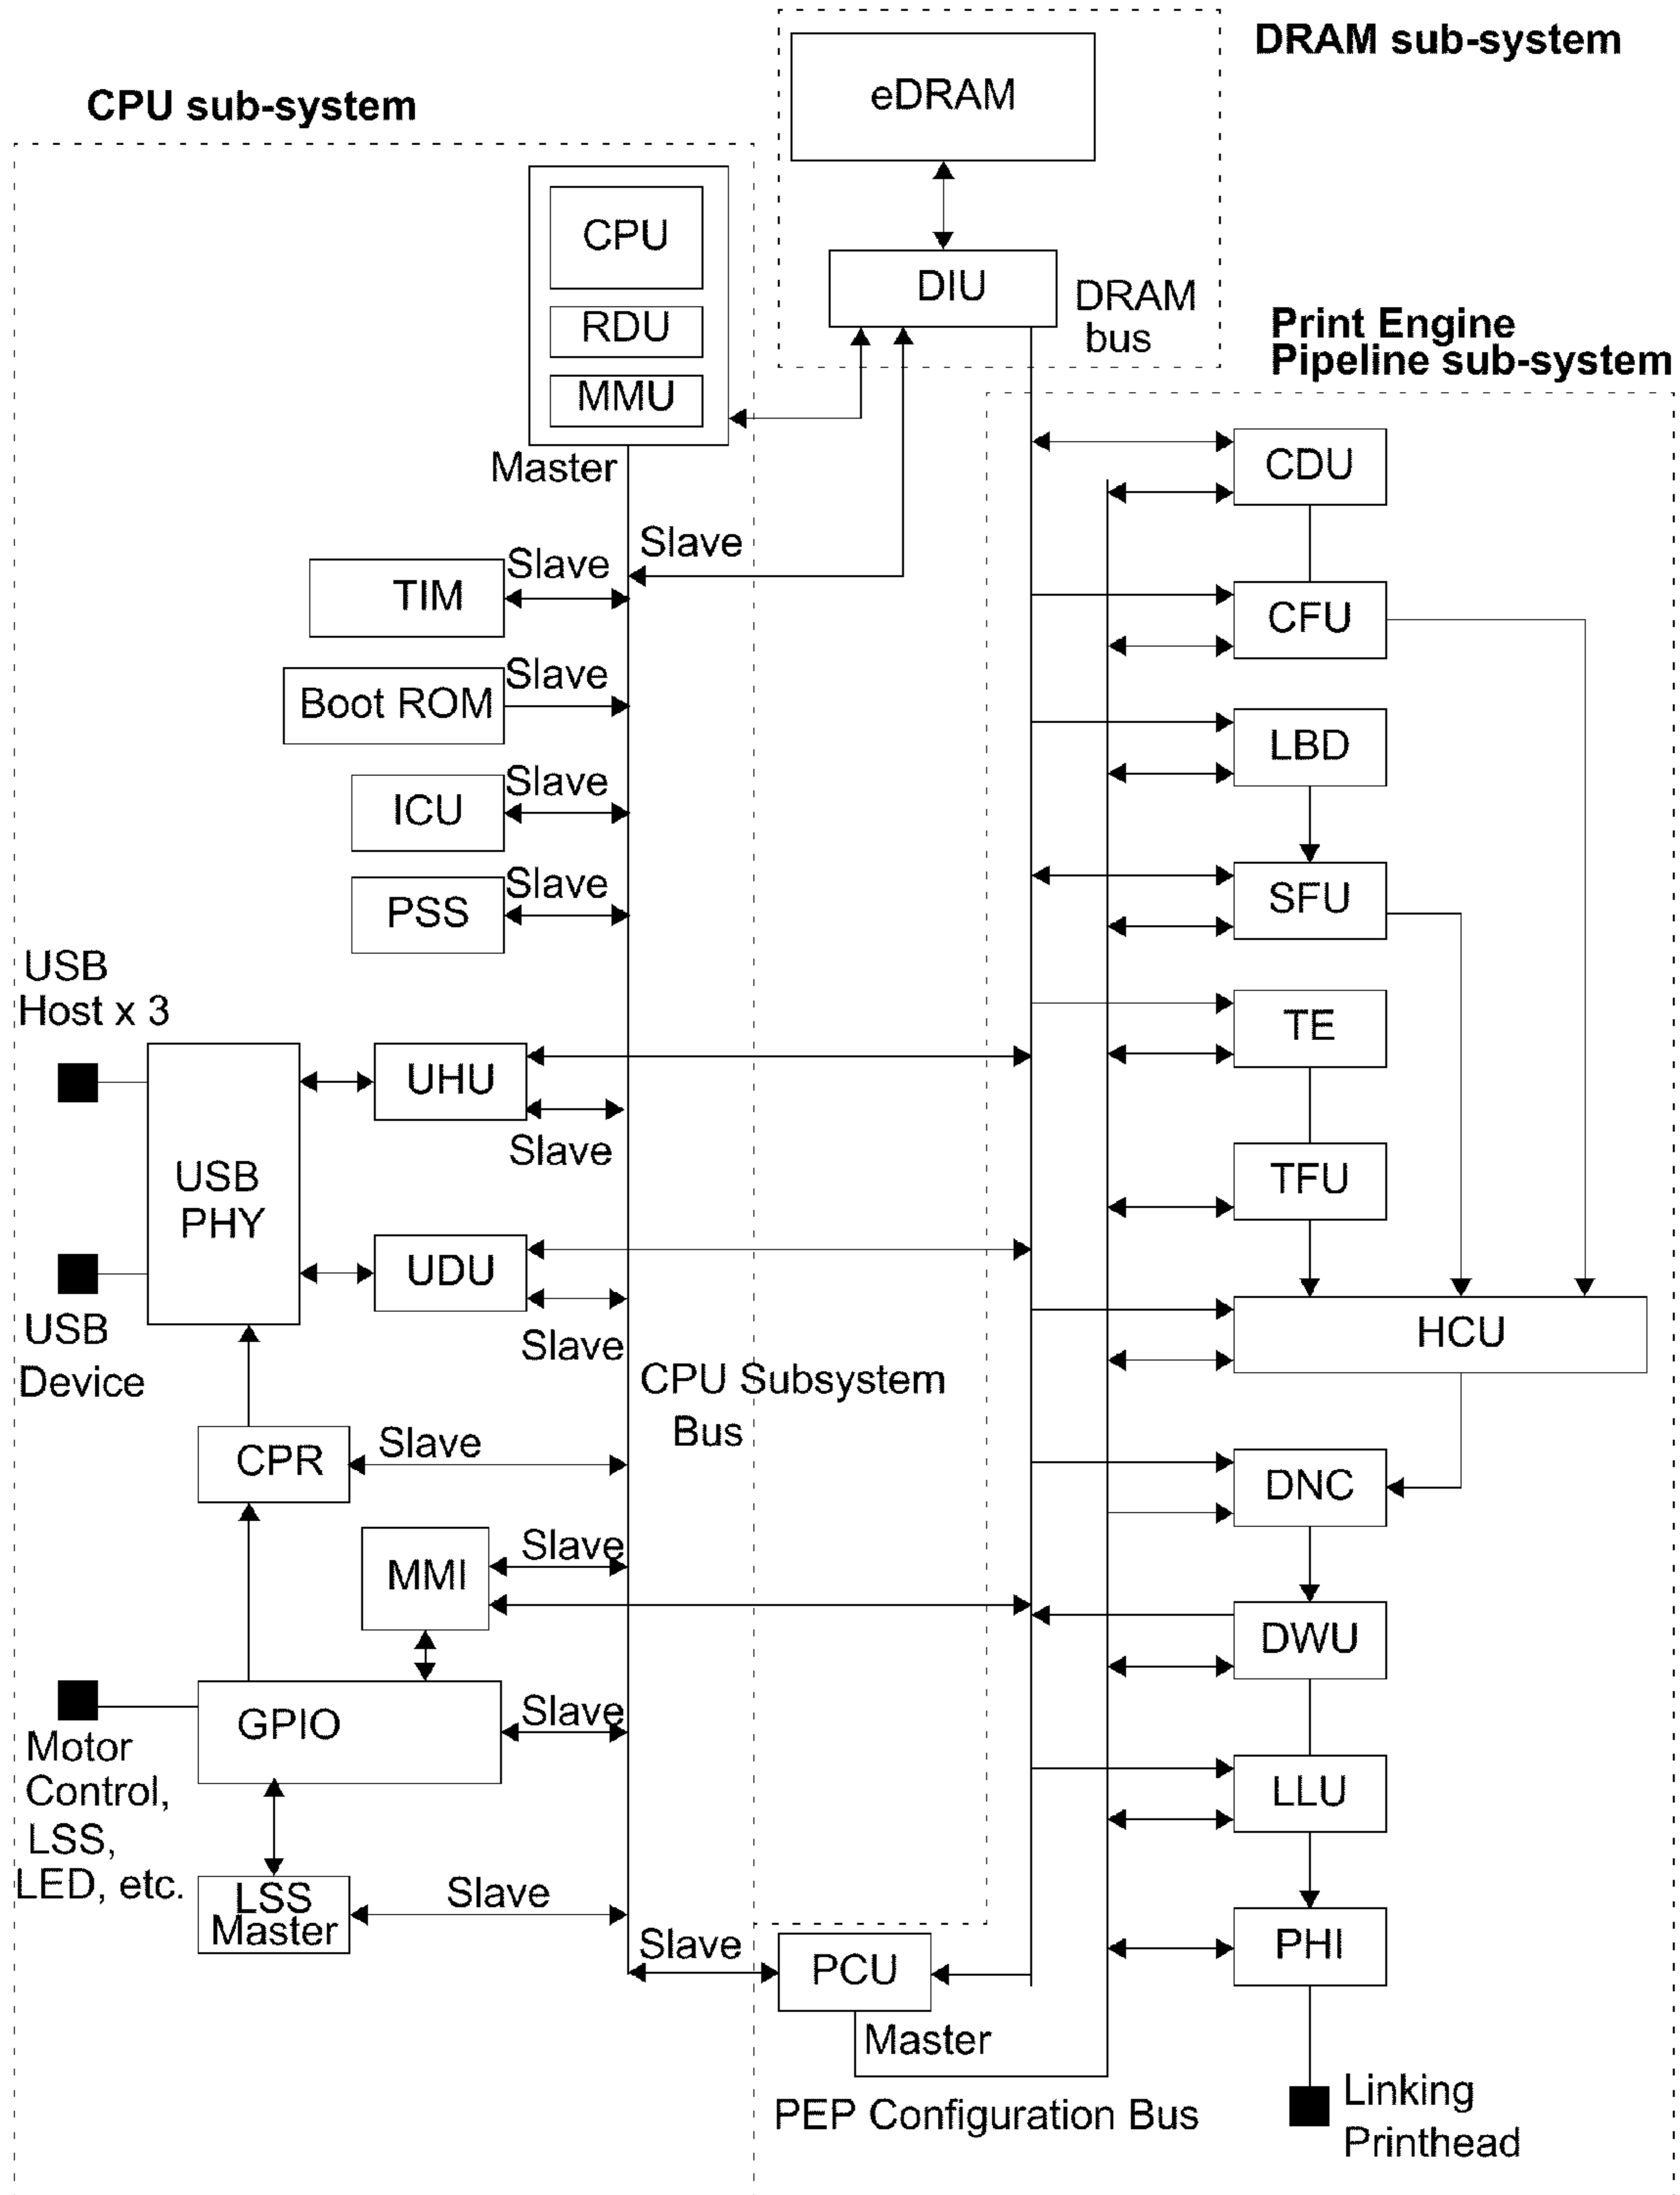 DRAM sub-system
eDRAM
CPU sub-system
CPU
DIU
RDU
DRAM
bus
MMU
Print Engine
Pipeline sub-system
Master
CDU
Slave
Slave
TIM
CFU
Slave
Boot ROM
LBD
Slave
ICU
Slave
PSS
SFU
USB
Host x 3
TE
UHU
Slave
USB
PHY
TFU
UDU
USB
Device
Slave
HCU
CPU Subsystem
Bus
Slave
CPR
DNC
Slave
MMI
DWU
Slave
GPIO
Motor
Control,
LSS,
LED, etc.
LLU
Slave
LSS
Master
Slave
PCU
PHI
Master
PEP Configuration Bus
Linking
Printhead